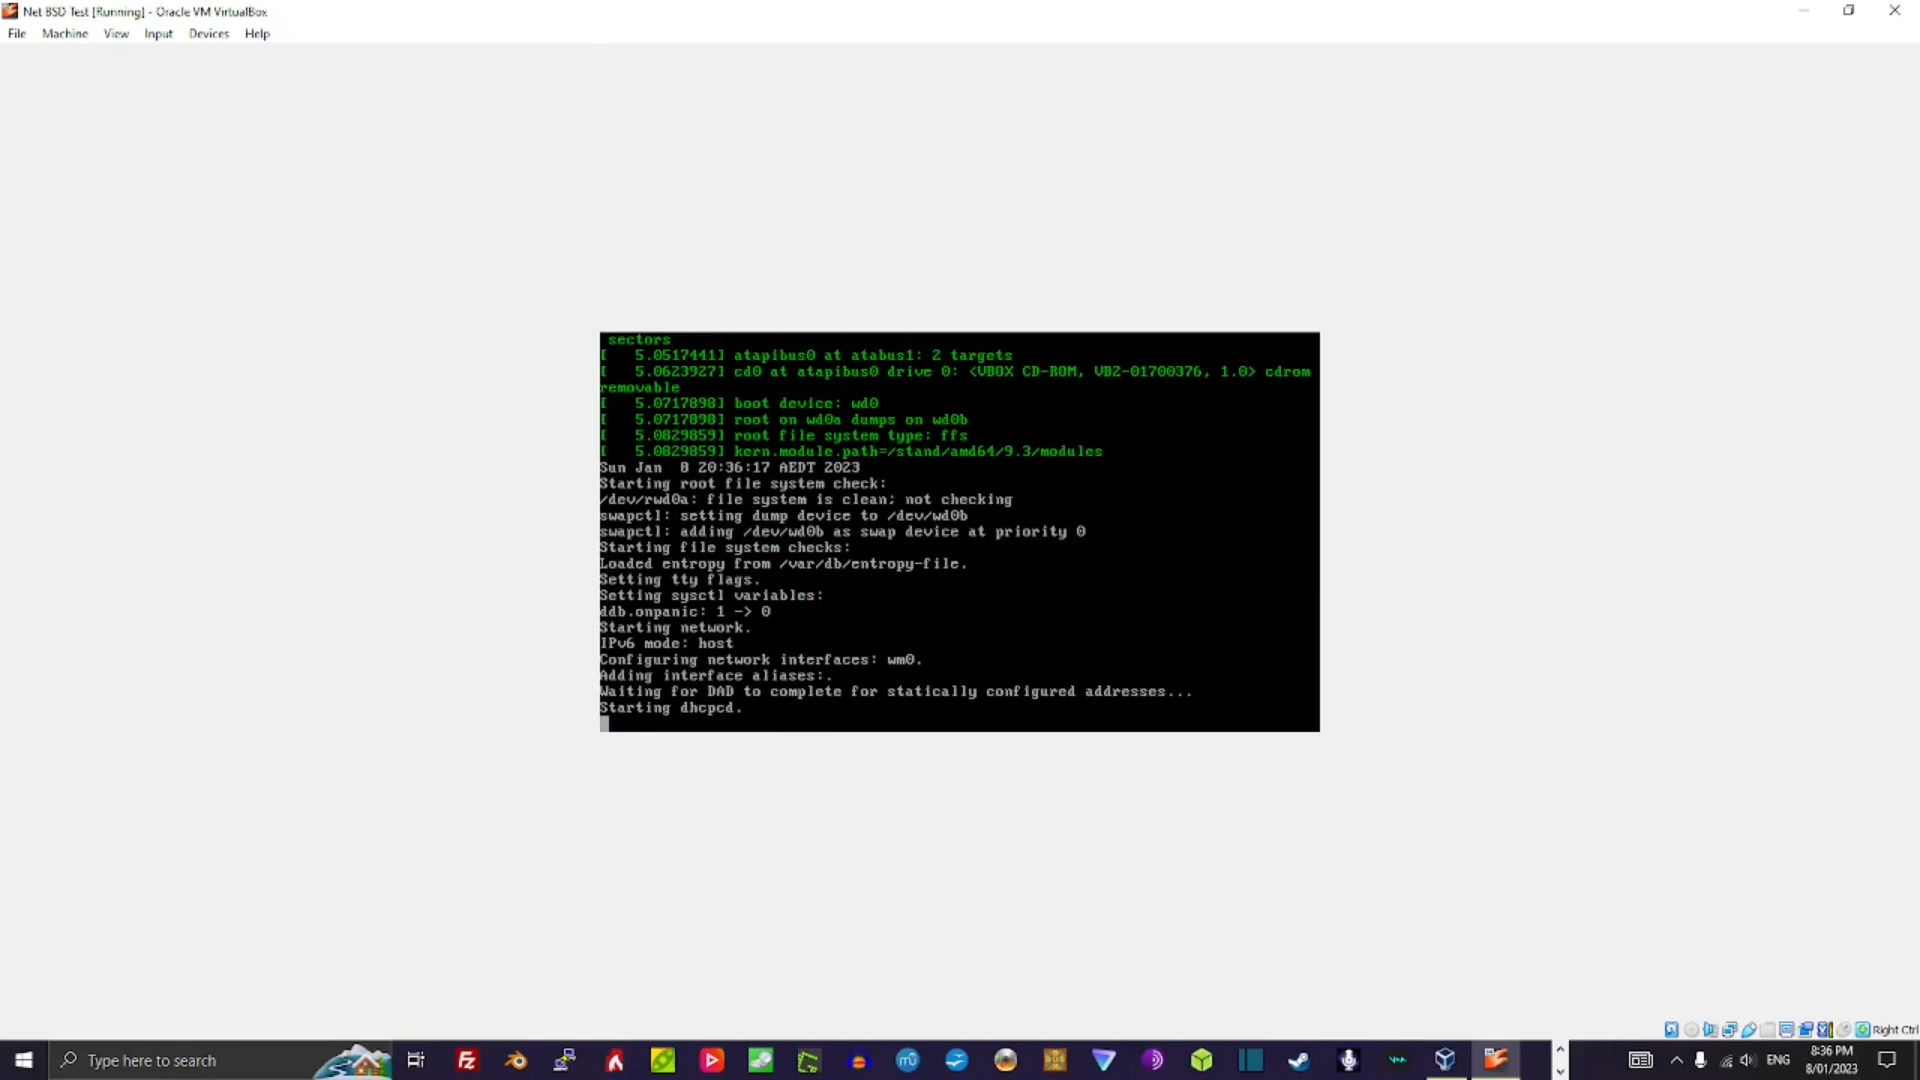 Net BSD Test [Running] - Oracle VM VirtualBox
File Machine View Input Devices Help
sectors
[ 5.0517441] atapibus0 at atabus1: 2 targets
[ 5.0623927] cd0 at atapibus0 drive 0: <VBOX CD-ROM, VB2-01700376, 1.0> cdrom
removable
[ 5.0717898] boot device: wd0
[ 5.0717898] root on wd0a dumps on wd0b
[ 5.0829859] root file system type: ffs
[ 5.0829859] kern.module.path=/stand/amd64/9.3/modules
Sun Jan 8 20:36:17 AEDT 2023
Starting root file system check:
/dev/rwd0a: file system is clean; not checking
swapctl: setting dump device to /dev/wd0b
swapctl: adding /dev/wd0b as swap device at priority 0
Starting file system checks:
Loaded entropy from /var/db/entropy-file.
Setting tty flags.
Setting sysctl variables:
ddb.onpanic: 1 -> 0
Starting network.
IPv6 mode: host
Configuring network interfaces: wm0.
Adding interface aliases:.
Waiting for DAD to complete for statically configured addresses...
Starting dhcpcd.
Right Ctrl
Type here to search
ENG
8:36 PM
8/01/2023